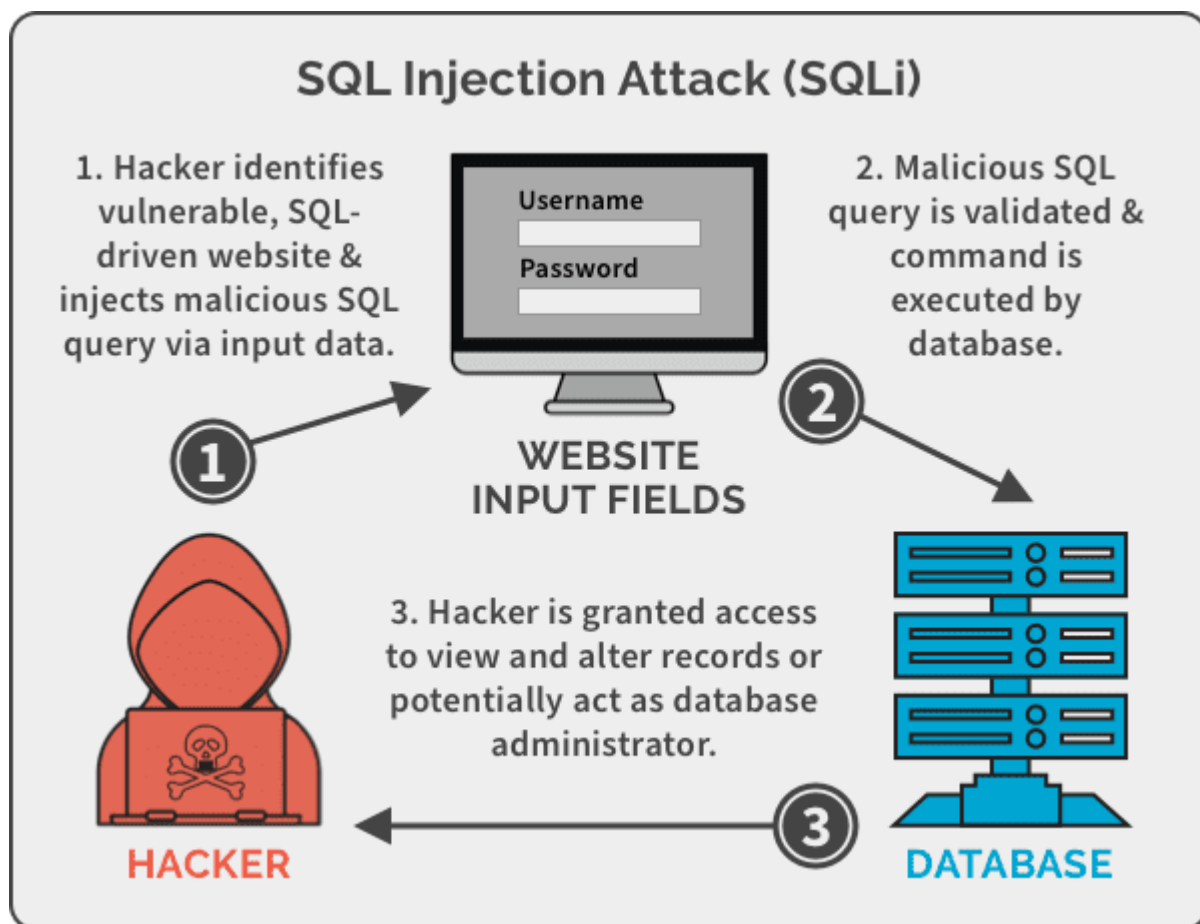 SQL Injection Attack (SQLi)
1. Hacker identifies
vulnerable, SQL-
driven website &
injects malicious SQL
query via input data.
Username
Password
2. Malicious SQL
query is validated &
command is
executed by
database.
1
2
WEBSITE
INPUT FIELDS
3. Hacker is granted access
to view and alter records or
potentially act as database
administrator.
3
HACKER
DATABASE